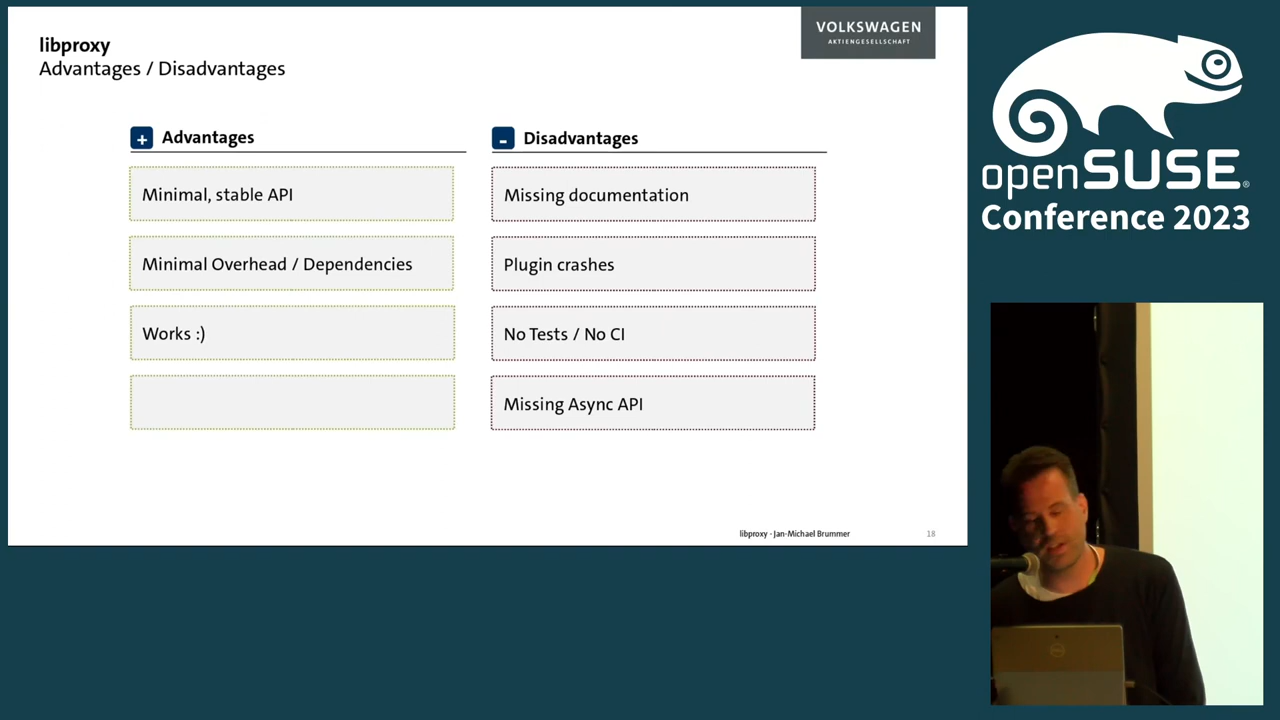 libproxy
Advantages / Disadvantages
VOLKSWAGEN
AKTIENGESELLSCHAFT
+ Advantages
Minimal, stable API
Minimal Overhead / Dependencies
Works :)
- Disadvantages
Missing documentation
Plugin crashes
No Tests / No CI
Missing Async API
libproxy - Jan-Michael Brummer
18
openSUSE®
Conference 2023
DELL